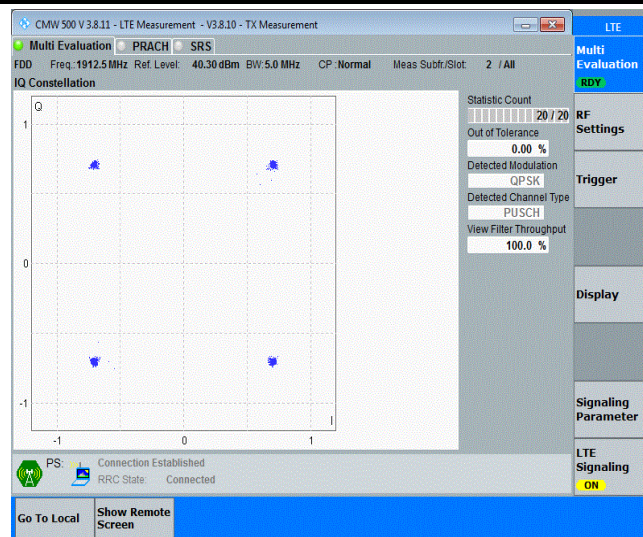 CMW 500 V 3.8.11 - LTE Measurement - V3.8.10 - TX Measurement
LTE
Multi Evaluation PRACH SRS
Multi
Evaluation
RDY
FDD Freq.:1912.5 MHz Ref. Level: 40.30 dBm BW:5.0 MHz CP :Normal Meas Subfr./Slot: 2 / All
IQ Constellation
Q
1
0
-1
-1 0 1
I
Statistic Count
20 / 20
Out of Tolerance
0.00 %
Detected Modulation
QPSK
Detected Channel Type
PUSCH
View Filter Throughput
100.0 %
RF
Settings
Trigger
Display
Signaling
Parameter
LTE
Signaling
ON
PS: Connection Established
RRC State: Connected
Go To Local
Show Remote
Screen